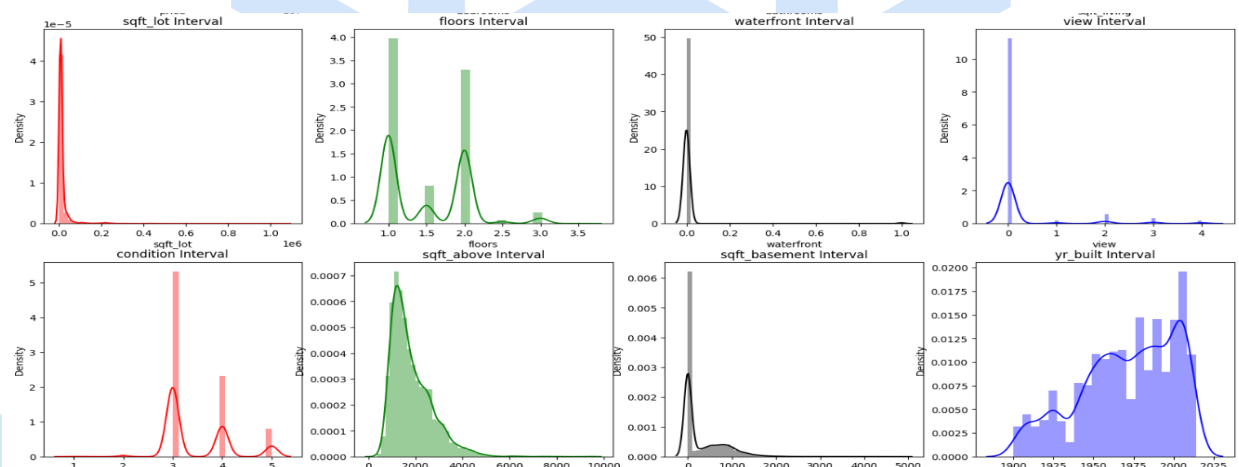 price
sqft_lot Interval
floors Interval
waterfront Interval
sqft_living
view Interval
1e−5
Density
4
3
2
1
0
0.0 0.2 0.4 0.6 0.8 1.0
sqft_lot
1e6
Density
4.0
3.5
3.0
2.5
2.0
1.5
1.0
0.5
0.0
1.0 1.5 2.0 2.5 3.0 3.5
floors
Density
50
40
30
20
10
0
0.0 0.2 0.4 0.6 0.8 1.0
waterfront
Density
10
8
6
4
2
0
0 1 2 3 4
view
condition Interval
sqft_above Interval
sqft_basement Interval
yr_built Interval
Density
5
4
3
2
1
0
1 2 3 4 5
Density
0.0007
0.0006
0.0005
0.0004
0.0003
0.0002
0.0001
0.0000
0 2000 4000 6000 8000 10000
Density
0.006
0.005
0.004
0.003
0.002
0.001
0.000
0 1000 2000 3000 4000 5000
Density
0.0200
0.0175
0.0150
0.0125
0.0100
0.0075
0.0050
0.0025
0.0000
1900 1925 1950 1975 2000 2025